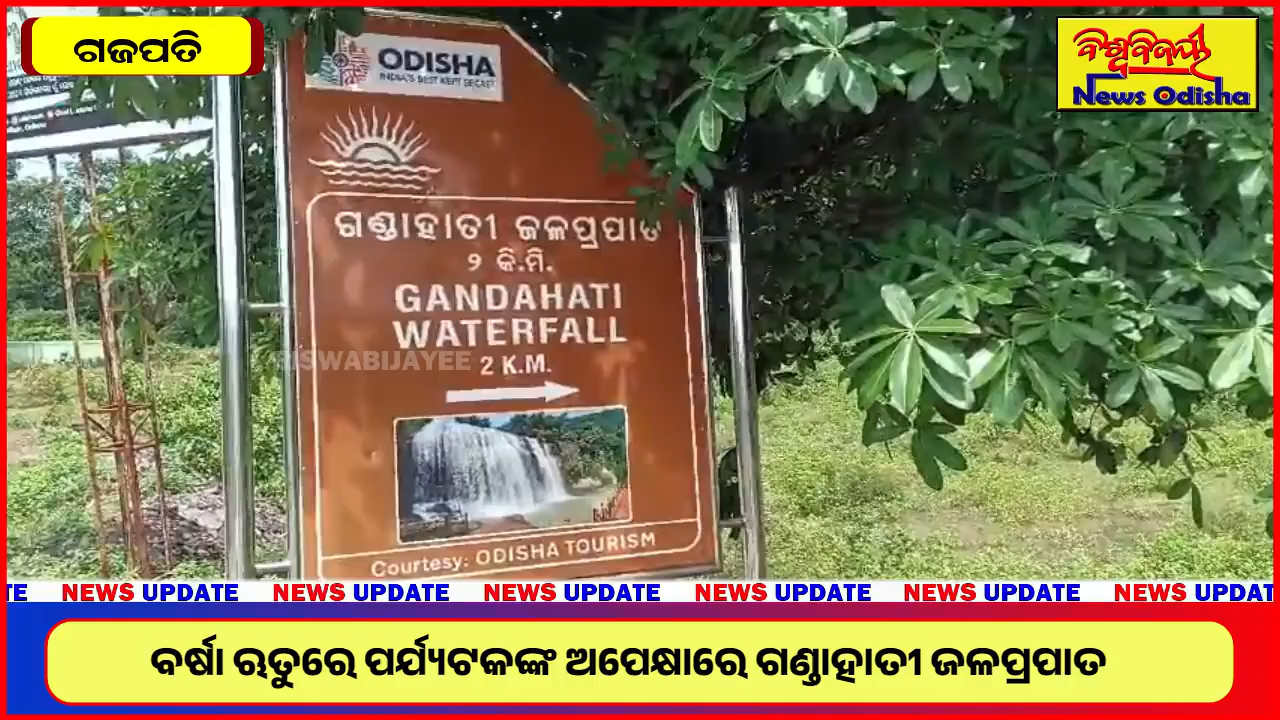 ଗଜପତି
ବିଶ୍ୱବିଜୟୀ
News Odisha
ODISHA
INDIA'S BEST KEPT SECRET
ଗଣ୍ଡାହାତୀ ଜଳପ୍ରପାତ
୨ କି.ମି.
GANDAHATI
WATERFALL
2 K.M.
RISWABIJAYEE
Courtesy: ODISHA TOURISM
NEWS UPDATE NEWS UPDATE NEWS UPDATE NEWS UPDATE NEWS UPDATE
ବର୍ଷା ଋତୁରେ ପର୍ଯ୍ୟଟକଙ୍କ ଅପେକ୍ଷାରେ ଗଣ୍ଡାହାତୀ ଜଳପ୍ରପାତ